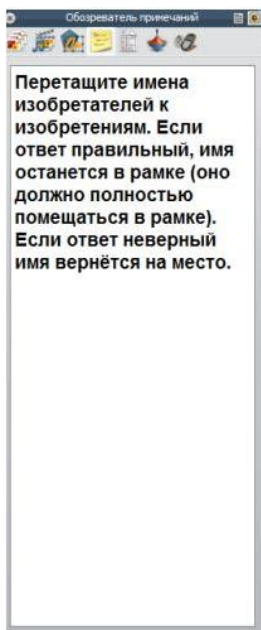 Обозреватель примечаний
Перетащите имена
изобретателей к
изобретениям. Если
ответ правильный, имя
останется в рамке (оно
должно полностью
помещаться в рамке).
Если ответ неверный
имя вернётся на место.